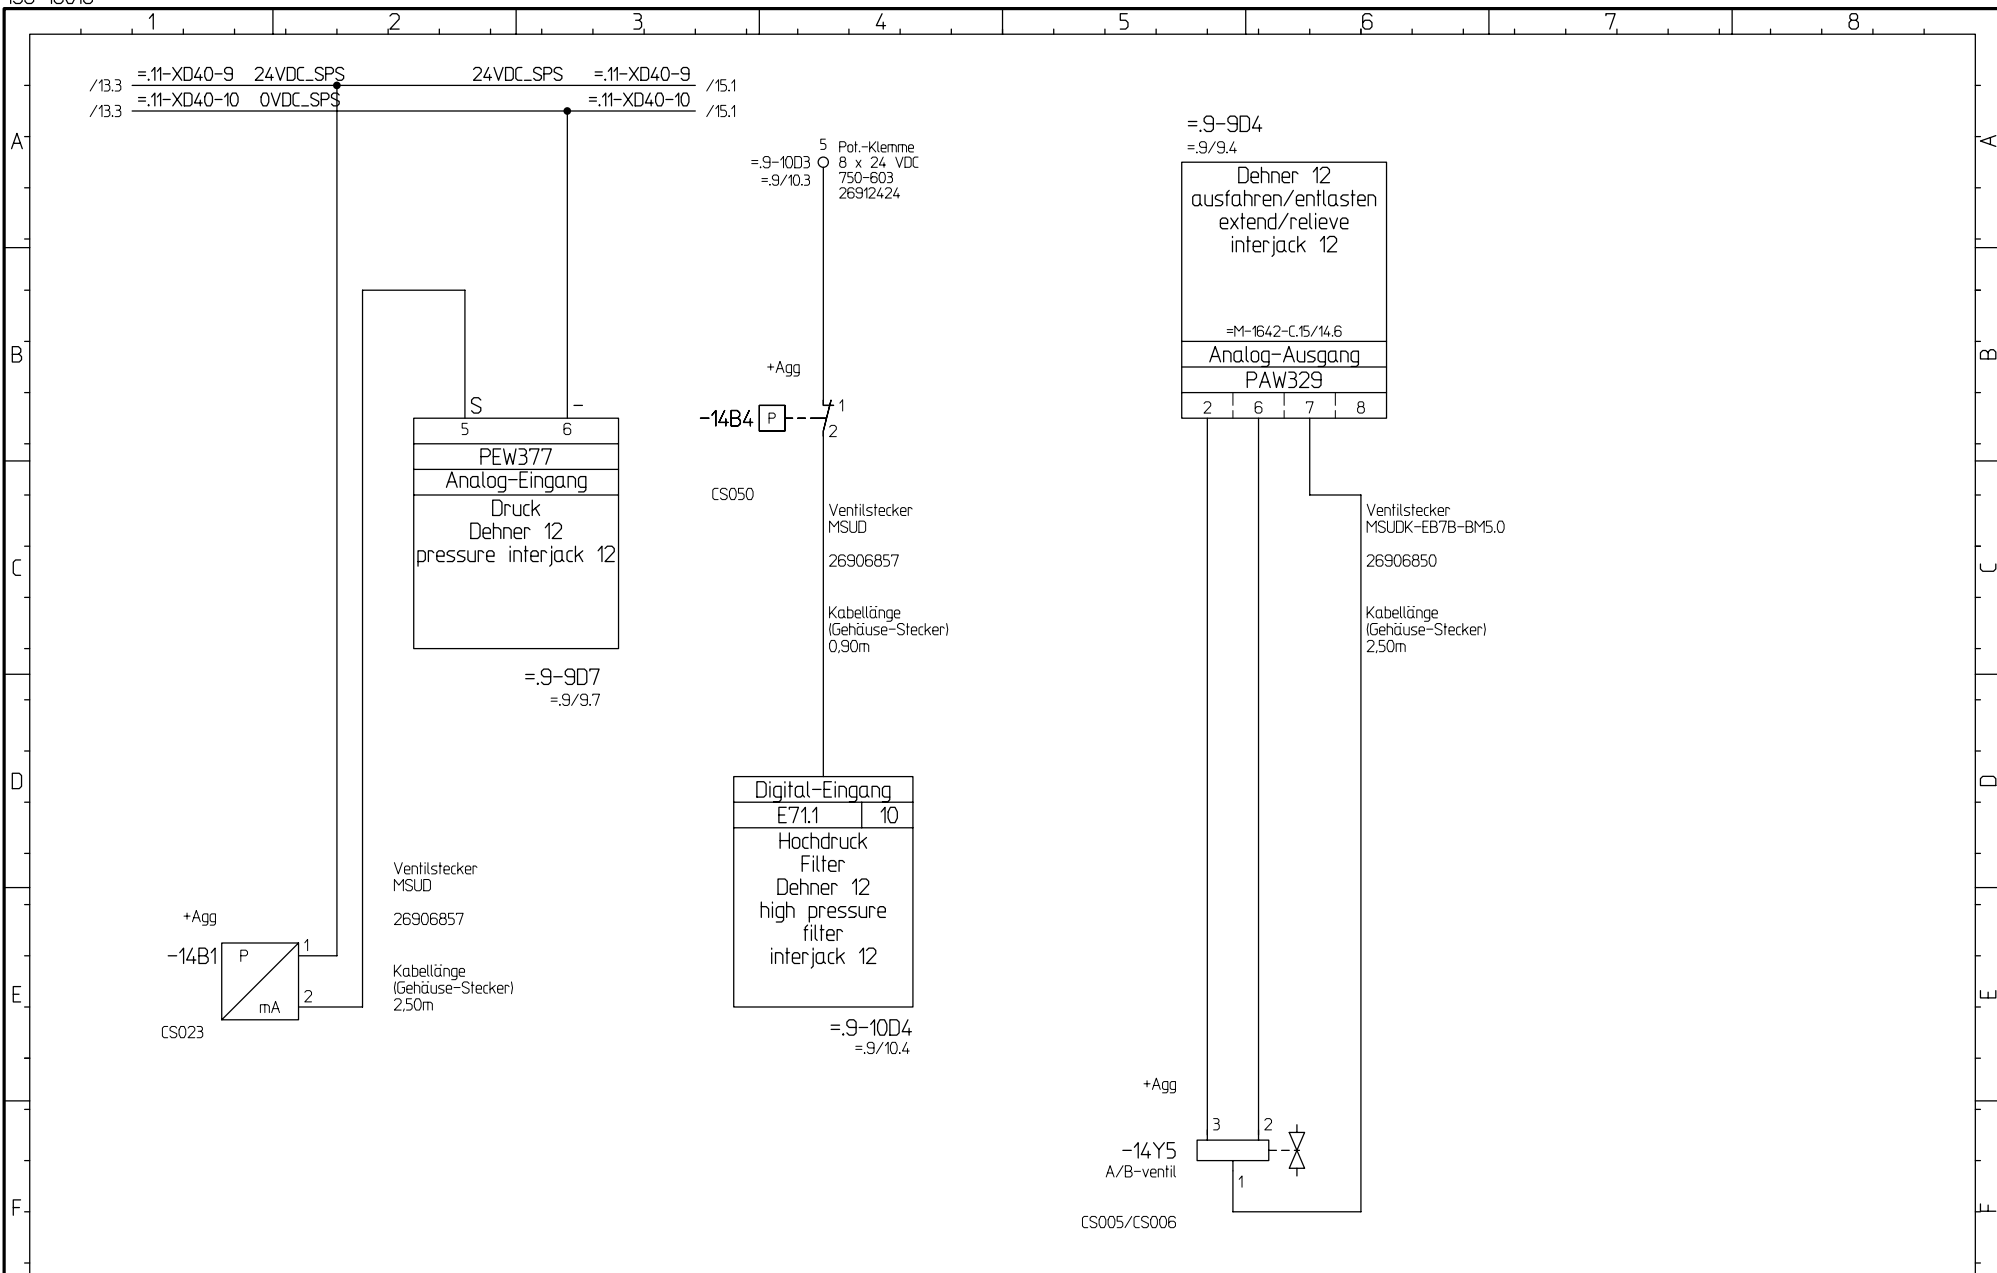 1 2 3 4 5 6 7 8
/13.3 =.11-XD40-9 24VDC_SPS 24VDC_SPS =.11-XD40-9 /15.1
/13.3 =.11-XD40-10 0VDC_SPS =.11-XD40-10 /15.1
A A
B B
C C
D D
E E
F F
S -
5 6
PEW377
Analog-Eingang
Druck
Dehner 12
pressure interjack 12
=.9-9D7
=.9/9.7
+Agg
-14B1
P
mA
1
2
CS023
Ventilstecker
MSUD
26906857
Kabellänge
(Gehäuse-Stecker)
2,50m
5 Pot.-Klemme
=.9-10D3 8 x 24 VDC
=.9/10.3 750-603
26912424
+Agg
-14B4 P 1
2
CS050
Ventilstecker
MSUD
26906857
Kabellänge
(Gehäuse-Stecker)
0,90m
Digital-Eingang
E71.1 10
Hochdruck
Filter
Dehner 12
high pressure
filter
interjack 12
=.9-10D4
=.9/10.4
=.9-9D4
=.9/9.4
Dehner 12
ausfahren/entlasten
extend/relieve
interjack 12
=M-1642-C.15/14.6
Analog-Ausgang
PAW329
2 6 7 8
Ventilstecker
MSUDK-EB7B-BM5.0
26906850
Kabellänge
(Gehäuse-Stecker)
2,50m
+Agg
3 2
-14Y5
A/B-ventil
1
CS005/CS006